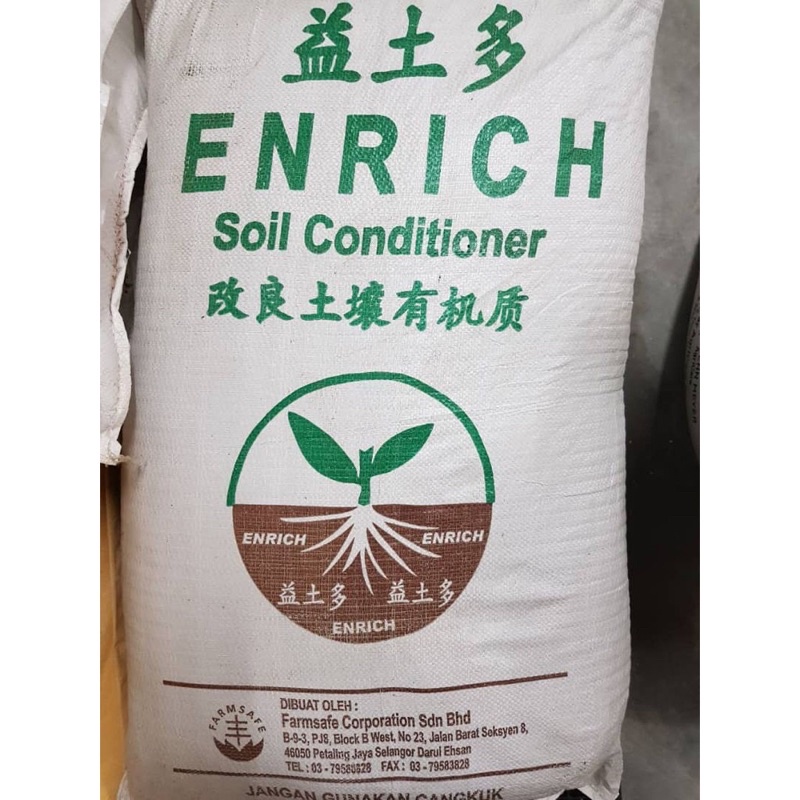 益土多
ENRICH
Soil Conditioner
改良土壤有机质
ENRICH ENRICH
益土多 益土多
ENRICH
FARMSAFE
DIBUAT OLEH :
Farmsafe Corporation Sdn Bhd
B-9-3, PJ8, Block B West, No 23, Jalan Barat Seksyen 8,
46050 Petaling Jaya Selangor Darul Ehsan
TEL : 03 - 79583828 FAX : 03 - 79583828
JANGAN GUNAKAN CANGKUK